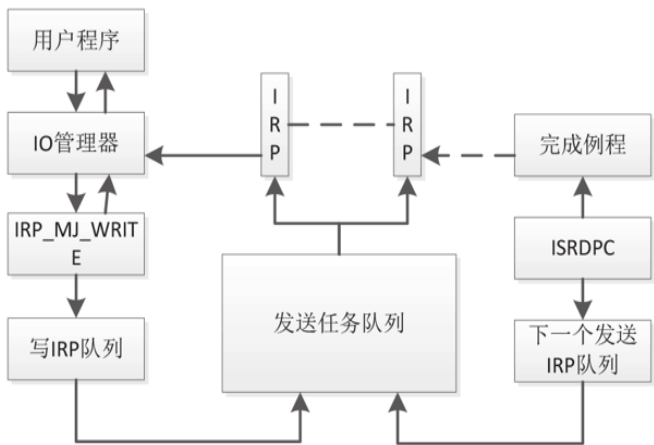 用户程序
IO管理器
IRP_MJ_WRIT
E
写IRP队列
I
R
P
I
R
P
发送任务队列
完成例程
ISRDPC
下一个发送
IRP队列